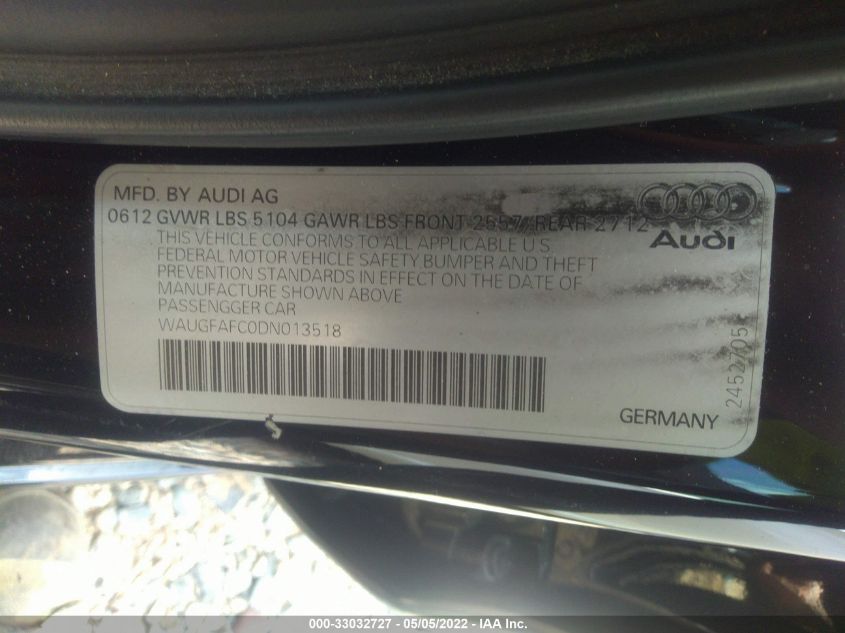 MFD. BY AUDI AG
0612 GVWR LBS 5104 GAWR LBS FRONT 2557/REAR 2712
Audi
THIS VEHICLE CONFORMS TO ALL APPLICABLE U.S.
FEDERAL MOTOR VEHICLE SAFETY BUMPER AND THEFT
PREVENTION STANDARDS IN EFFECT ON THE DATE OF
MANUFACTURE SHOWN ABOVE
PASSENGGER CAR
WAUGFAFC0DN013518
2452705
GERMANY
000-33032727 - 05/05/2022 - IAA Inc.